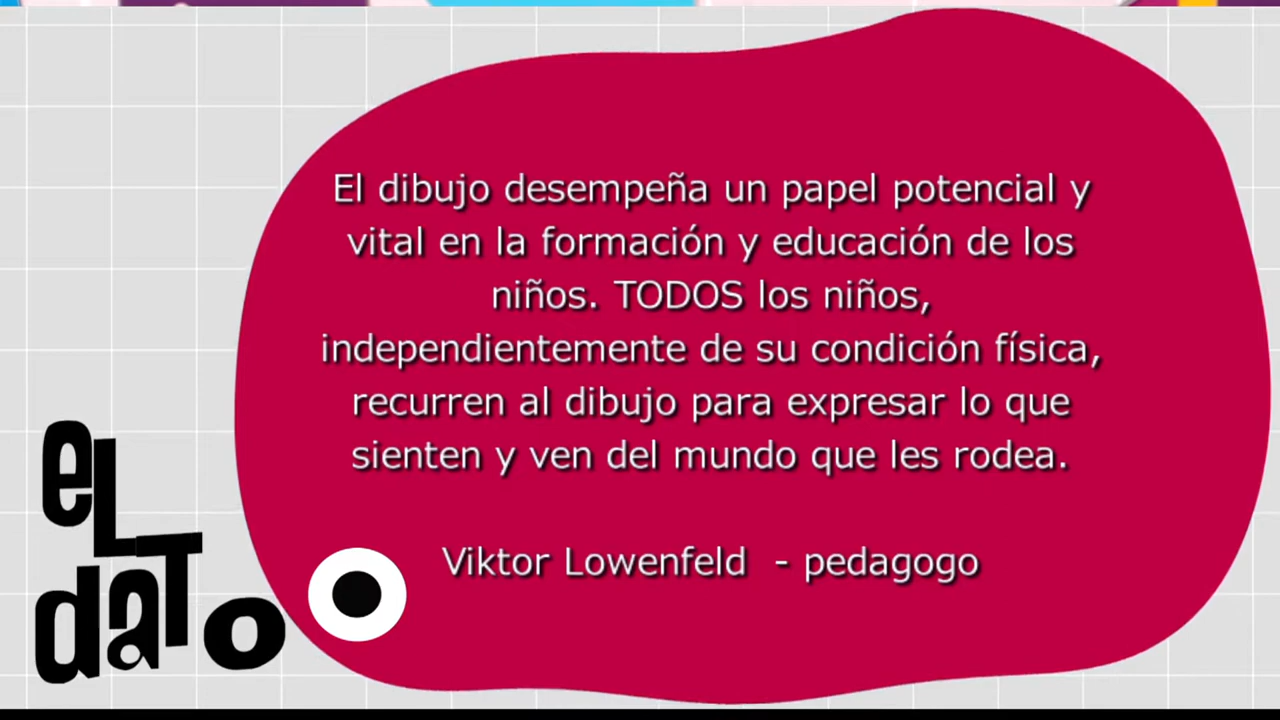 El dibujo desempeña un papel potencial y
vital en la formación y educación de los
niños. TODOS los niños,
independientemente de su condición física,
recurren al dibujo para expresar lo que
sienten y ven del mundo que les rodea.
Viktor Lowenfeld - pedagogo
eL
daTo